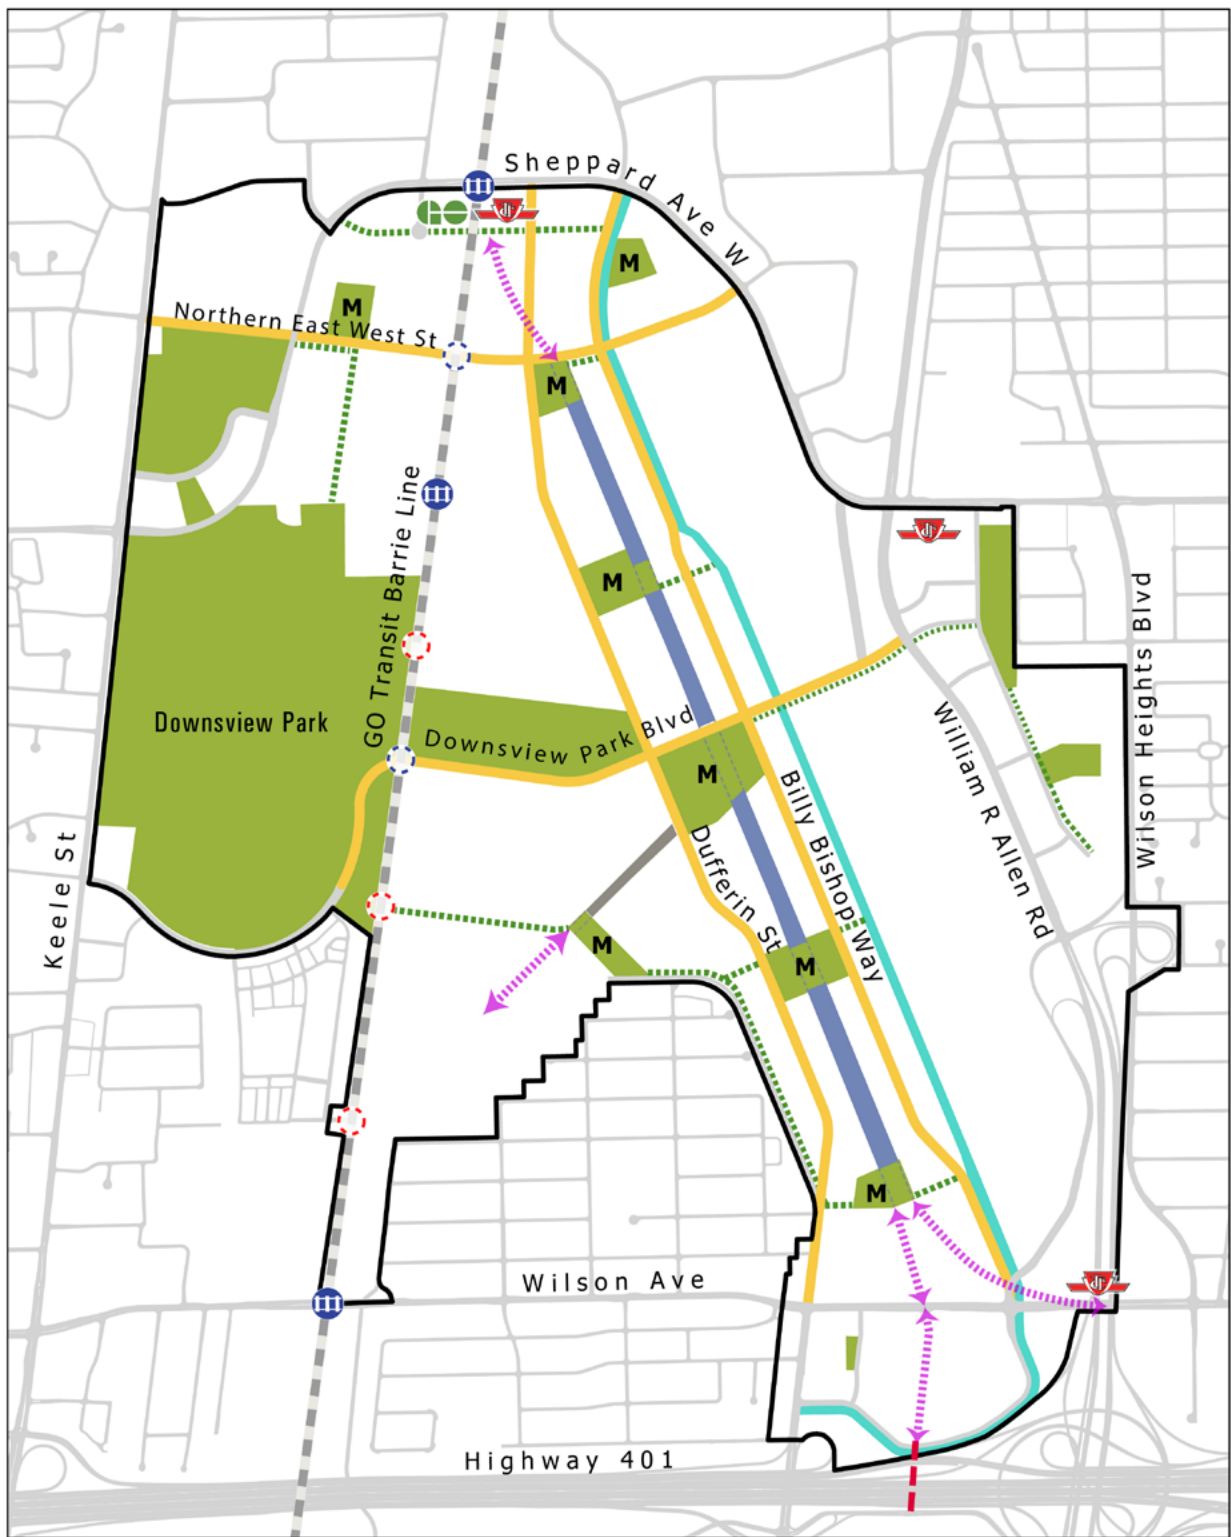 Sheppard Ave W
GO
M
M
Northern East West St
M
GO Transit Barrie Line
M
Wilson Heights Blvd
Downsview Park
Downsview Park Blvd
M
William R Allen Rd
Billy Bishop Way
Dufferin St
Keele St
M
M
M
Wilson Ave
Highway 401